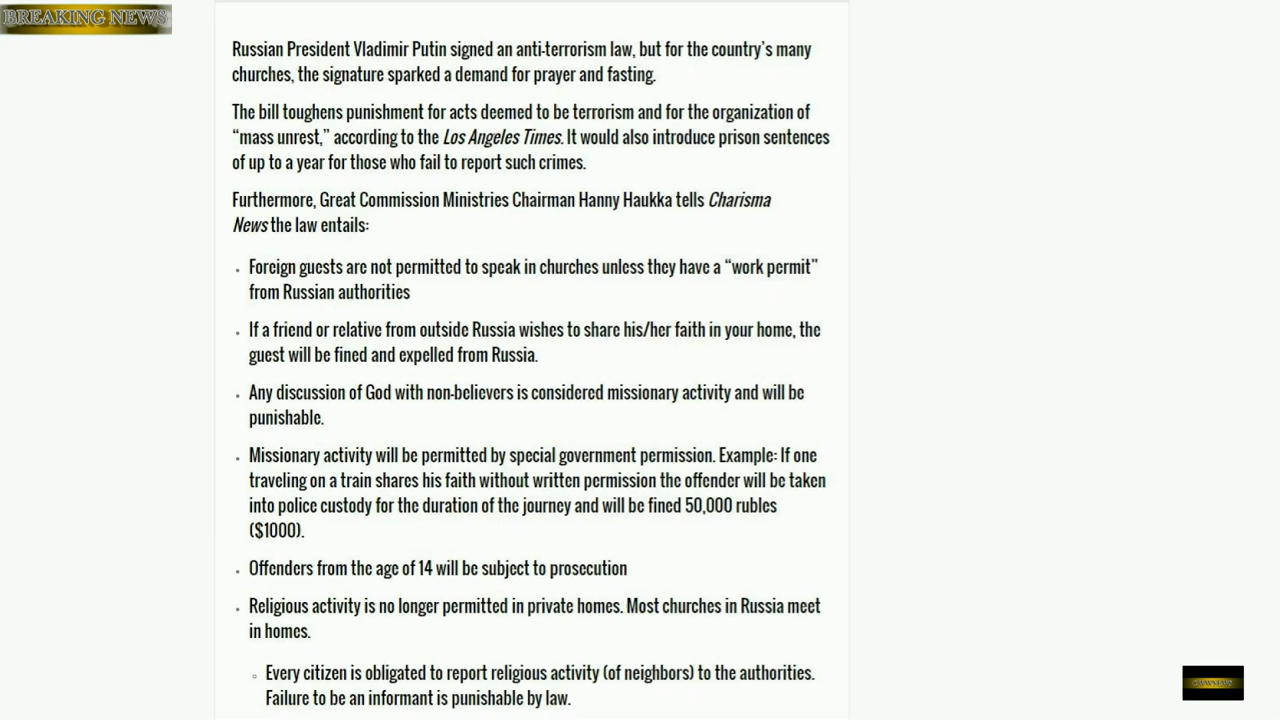 BREAKING NEWS
Russian President Vladimir Putin signed an anti-terrorism law, but for the country's many
churches, the signature sparked a demand for prayer and fasting.
The bill toughens punishment for acts deemed to be terrorism and for the organization of
“mass unrest,” according to the Los Angeles Times. It would also introduce prison sentences
of up to a year for those who fail to report such crimes.
Furthermore, Great Commission Ministries Chairman Hanny Haukka tells Charisma
News the law entails:
Foreign guests are not permitted to speak in churches unless they have a “work permit”
from Russian authorities
If a friend or relative from outside Russia wishes to share his/her faith in your home, the
guest will be fined and expelled from Russia.
Any discussion of God with non-believers is considered missionary activity and will be
punishable.
Missionary activity will be permitted by special government permission. Example: If one
traveling on a train shares his faith without written permission the offender will be taken
into police custody for the duration of the journey and will be fined 50,000 rubles
($1000).
Offenders from the age of 14 will be subject to prosecution
Religious activity is no longer permitted in private homes. Most churches in Russia meet
in homes.
Every citizen is obligated to report religious activity (of neighbors) to the authorities.
Failure to be an informant is punishable by law.